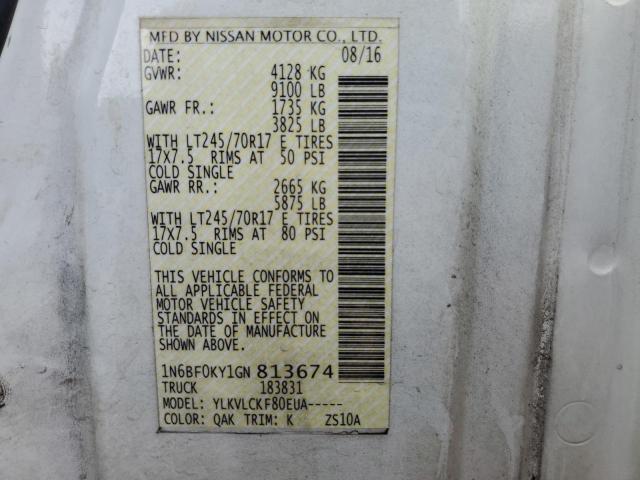 MFD BY NISSAN MOTOR CO., LTD.
DATE: 08/16
GVWR: 4128 KG
9100 LB
GAWR FR.: 1735 KG
3825 LB
WITH LT245/70R17 E TIRES
17X7.5 RIMS AT 50 PSI
COLD SINGLE
GAWR RR.: 2665 KG
5875 LB
WITH LT245/70R17 E TIRES
17X7.5 RIMS AT 80 PSI
COLD SINGLE
THIS VEHICLE CONFORMS TO
ALL APPLICABLE FEDERAL
MOTOR VEHICLE SAFETY
STANDARDS IN EFFECT ON
THE DATE OF MANUFACTURE
SHOWN ABOVE.
1N6BF0KY1GN 813674
TRUCK 183831
MODEL: YLKVLCKF80EUA-----
COLOR: QAK TRIM: K ZS10A